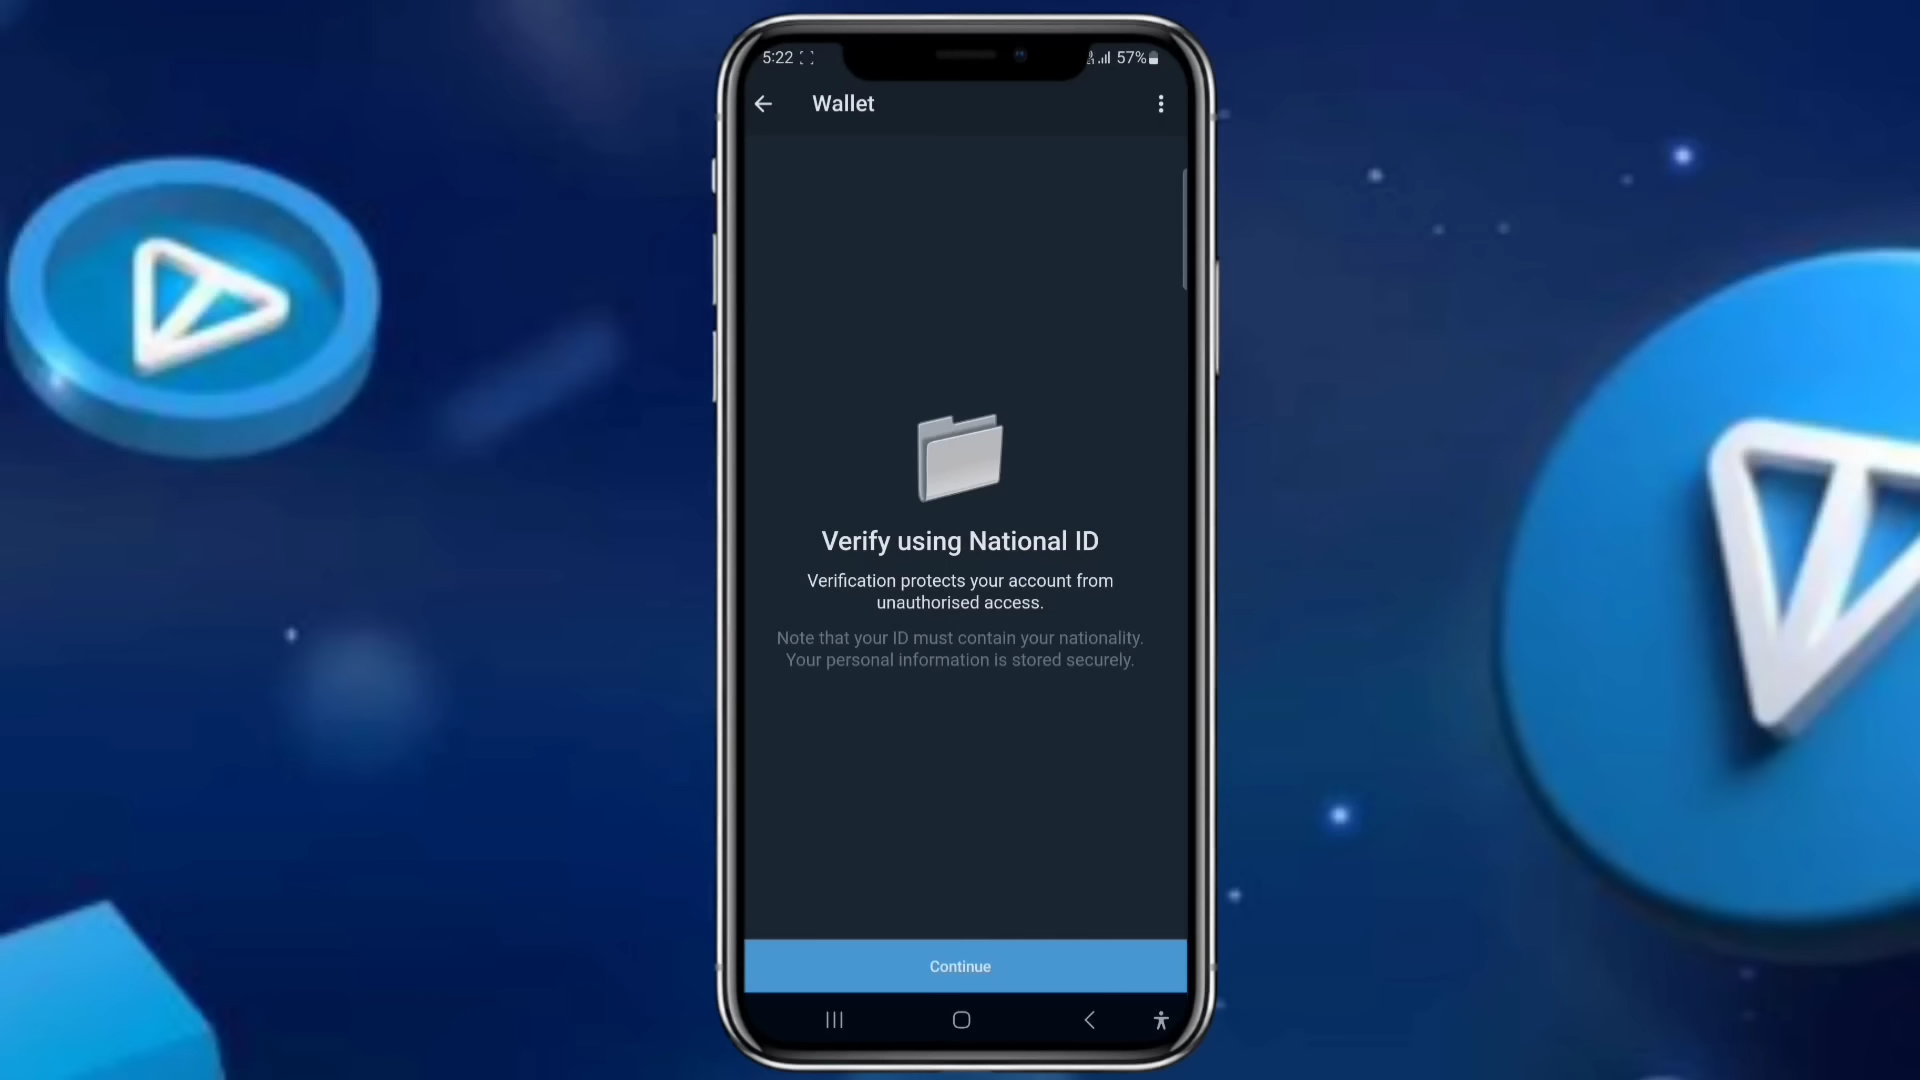 5:22
57%
Wallet
Verify using National ID
Verification protects your account from
unauthorised access.
Note that your ID must contain your nationality.
Your personal information is stored securely.
Continue